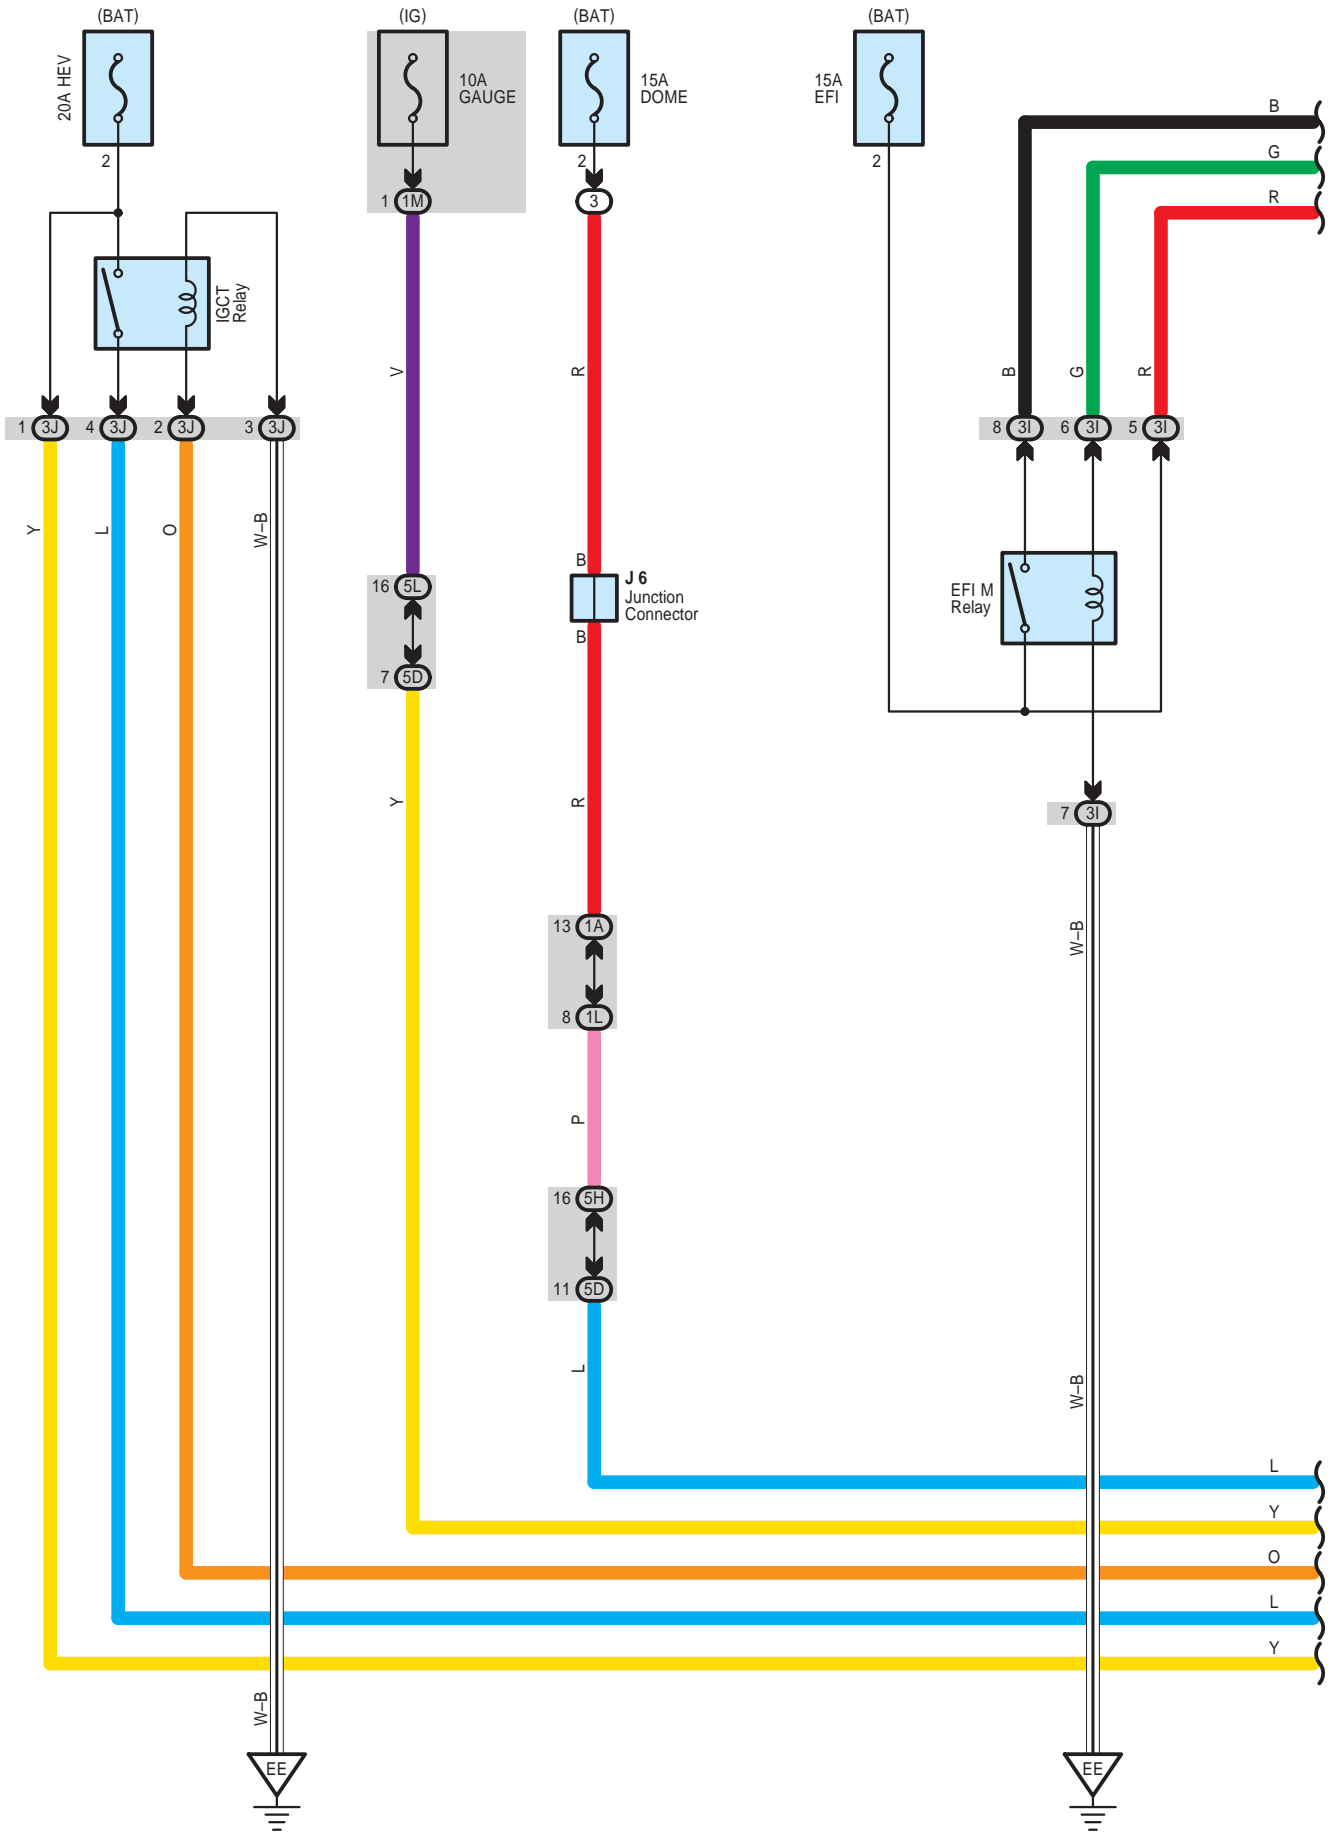 (BAT)
(IG)
(BAT)
(BAT)
20A HEV
10A
GAUGE
15A
DOME
15A
EFI
B
2
2
2
G
1 1M
3
R
IGCT
Relay
V
R
B
G
R
1 3J
4 3J
2 3J
3 3J
8 3I
6 3I
5 3I
Y
L
O
W–B
B
J 6
Junction
Connector
B
16 5L
7 5D
EFI M
Relay
Y
R
7 3I
13 1A
8 1L
W–B
P
16 5H
11 5D
L
W–B
L
Y
O
L
Y
W–B
EE
EE